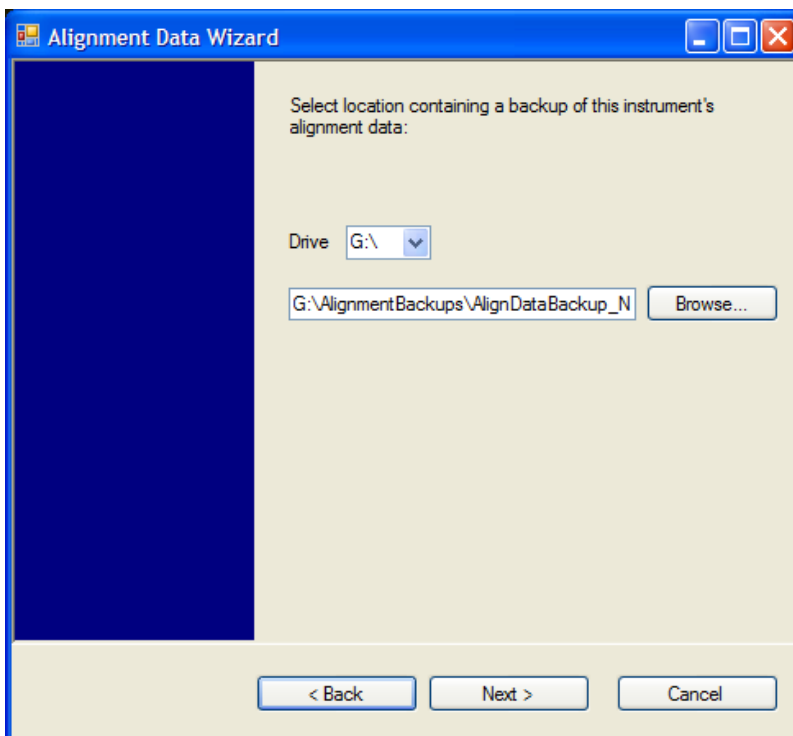 Alignment Data Wizard
Select location containing a backup of this instrument's
alignment data:
Drive G:\
G:\AlignmentBackups\AlignDataBackup_N Browse...
< Back Next > Cancel